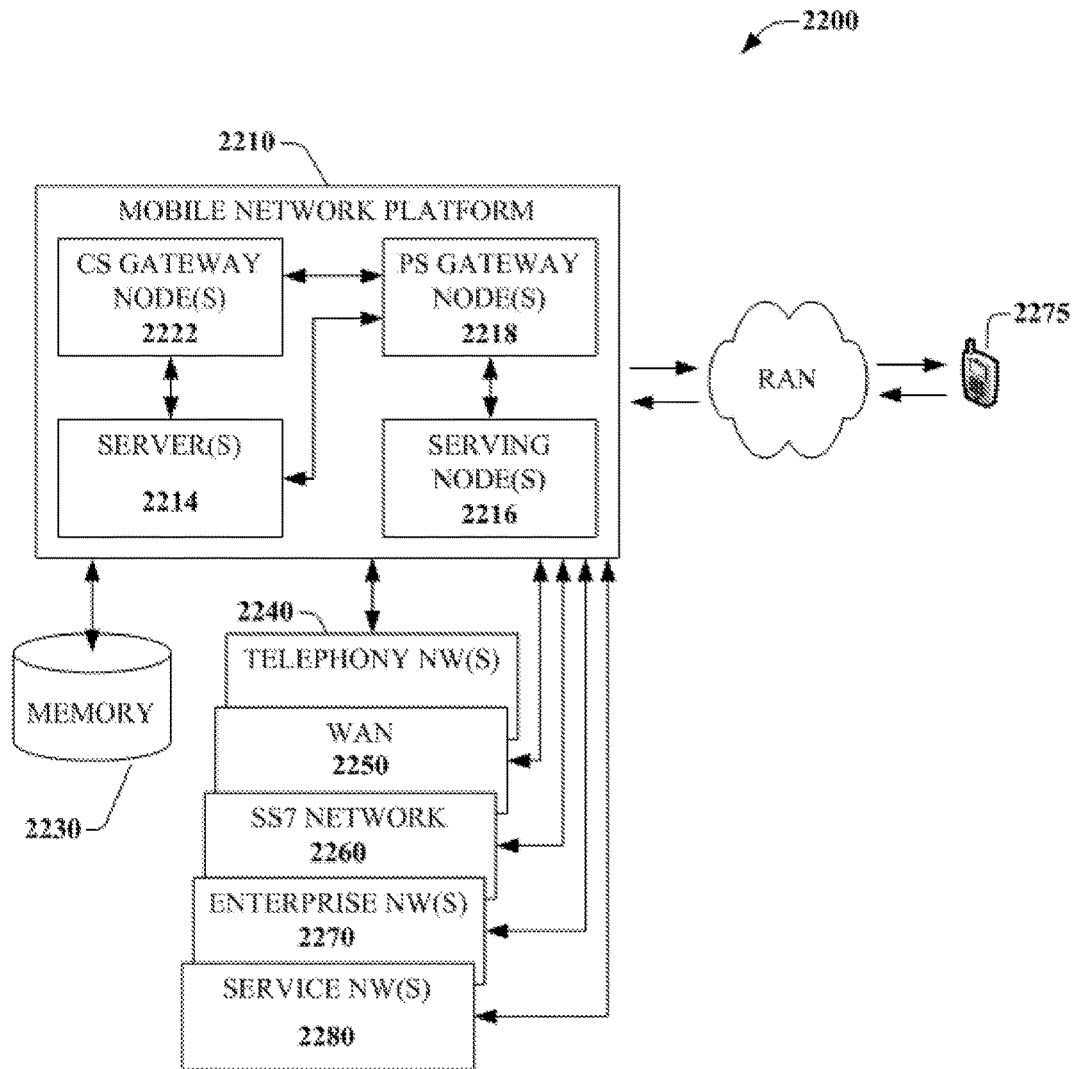 2200
2210
MOBILE NETWORK PLATFORM
CS GATEWAY
NODE(S)
2222
PS GATEWAY
NODE(S)
2218
SERVER(S)
2214
SERVING
NODE(S)
2216
RAN
2275
2240
TELEPHONY NW(S)
MEMORY
2230
WAN
2250
SS7 NETWORK
2260
ENTERPRISE NW(S)
2270
SERVICE NW(S)
2280